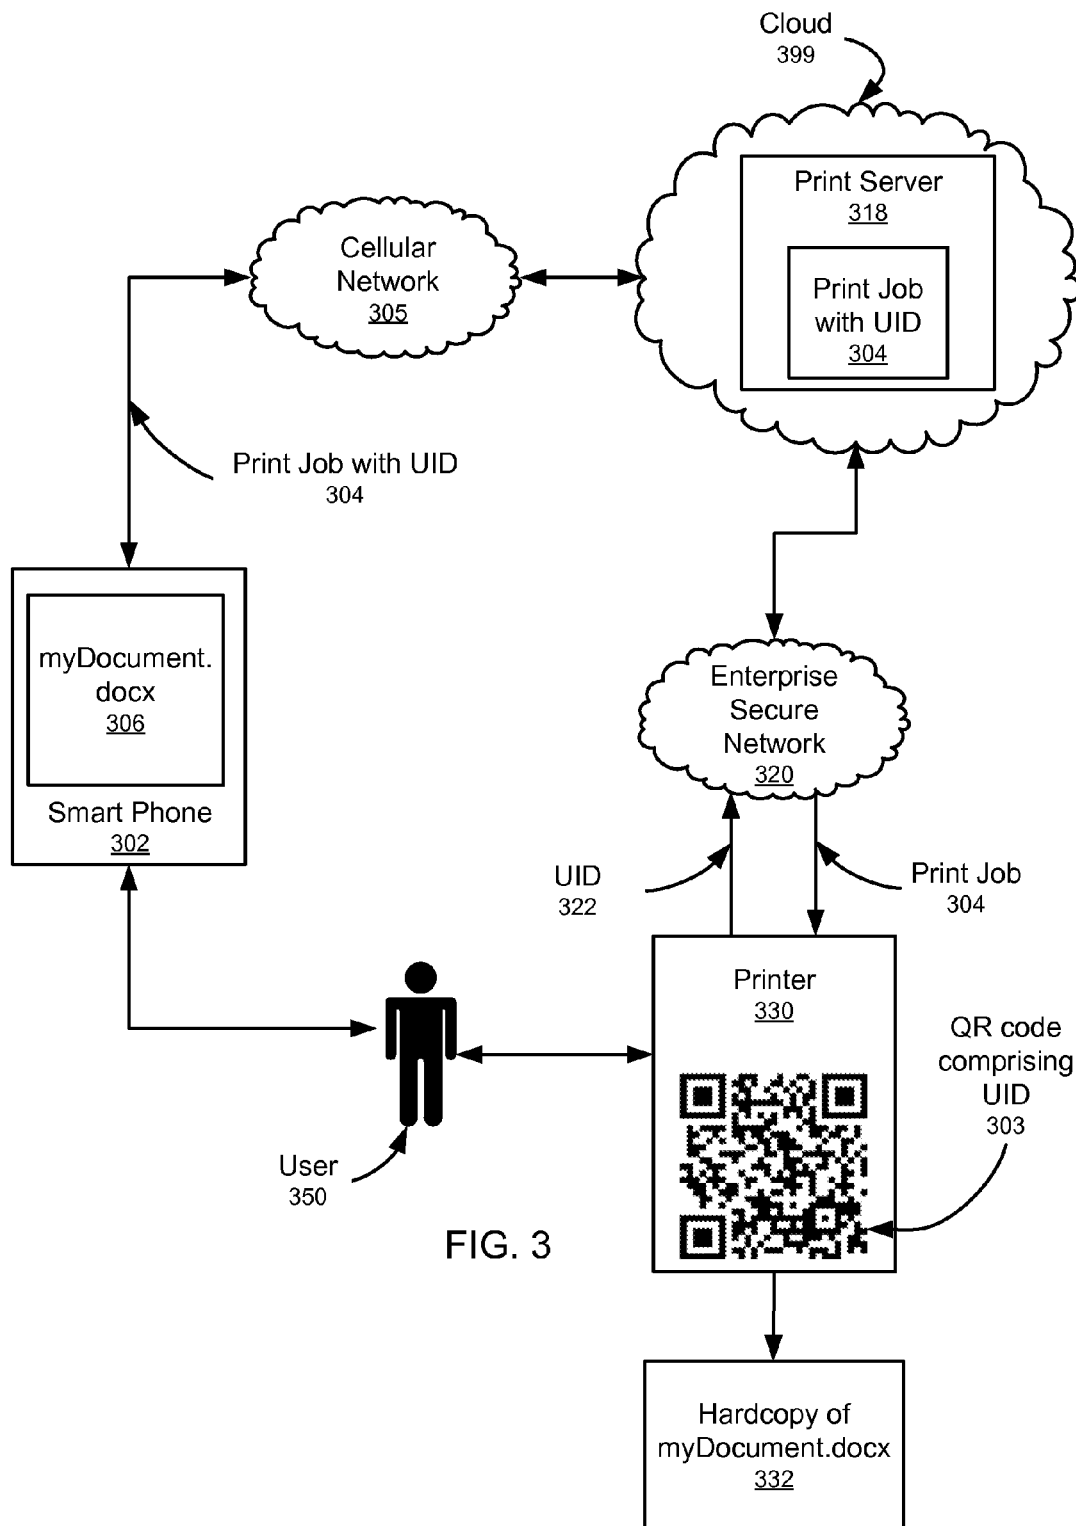 Cloud
399
Print Server
318
Print Job
with UID
304
Cellular
Network
305
Print Job with UID
304
myDocument.
docx
306
Smart Phone
302
Enterprise
Secure
Network
320
UID
322
Print Job
304
Printer
330
QR code
comprising
UID
303
User
350
FIG. 3
Hardcopy of
myDocument.docx
332